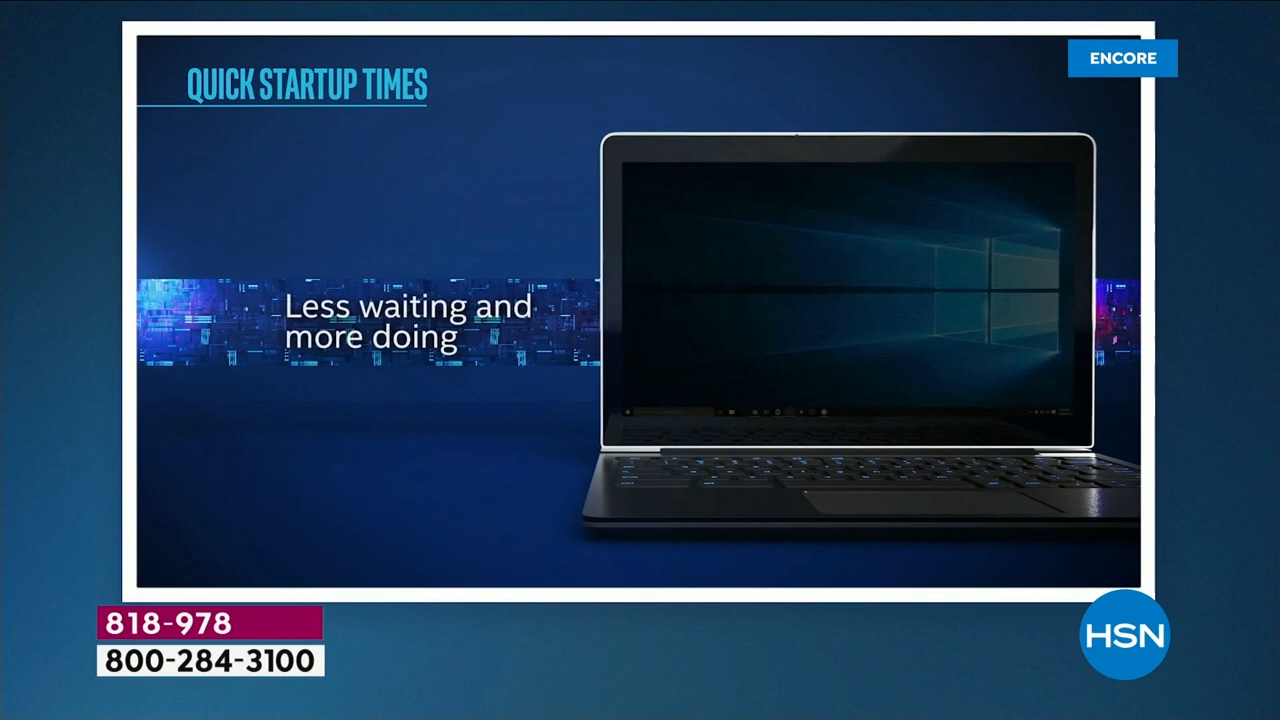 QUICK STARTUP TIMES
ENCORE
Less waiting and
more doing
818-978
800-284-3100
HSN